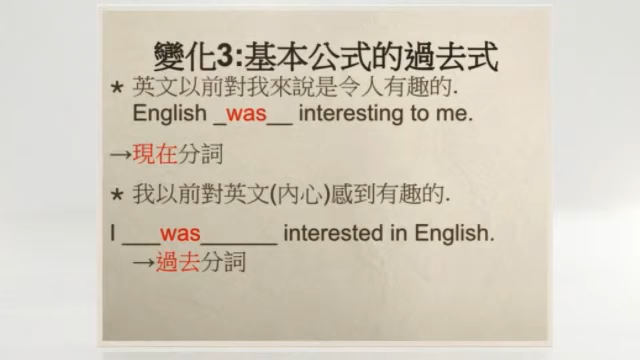 變化3:基本公式的過去式
★ 英文以前對我來說是令人有趣的.
English _was__ interesting to me.
→現在分詞
★ 我以前對英文(內心)感到有趣的.
I ___was______ interested in English.
→過去分詞